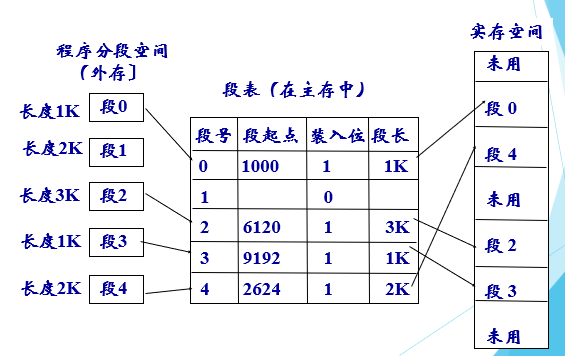 程序分段空间
(外存〕
长度1K 段0
长度2K 段1
长度3K 段2
长度1K 段3
长度2K 段4
段表（在主存中）
段号 段起点 装入位 段长
0 1000 1 1K
1 0
2 6120 1 3K
3 9192 1 1K
4 2624 1 2K
实存空间
未用
段0
段4
未用
段2
段3
未用